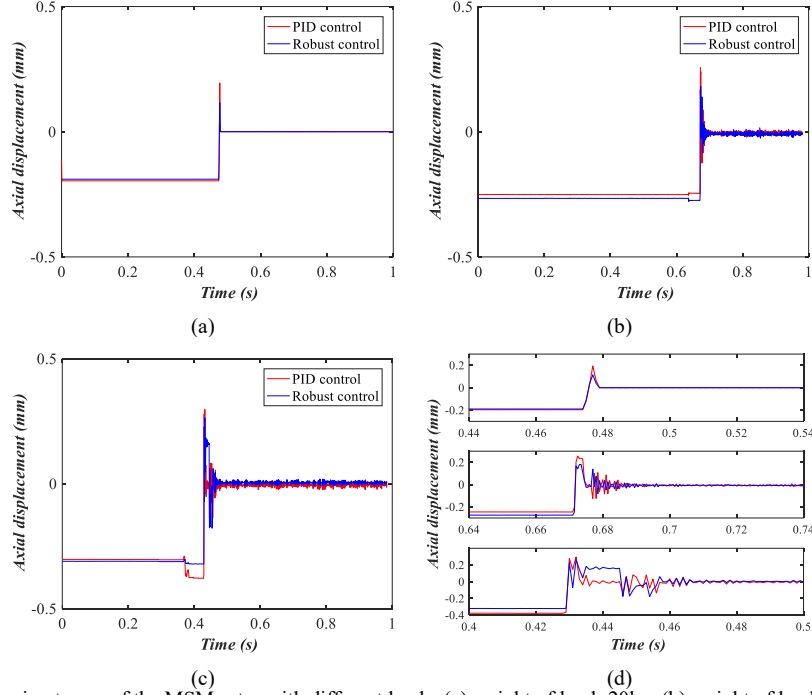 0.5
0
-0.5
0 0.2 0.4 0.6 0.8 1
Axial displacement (mm)
Time (s)
PID control
Robust control
(a)
0.5
0
-0.5
0 0.2 0.4 0.6 0.8 1
Axial displacement (mm)
Time (s)
PID control
Robust control
(b)
0.5
0
-0.5
0 0.2 0.4 0.6 0.8 1
Axial displacement (mm)
Time (s)
PID control
Robust control
(c)
0.2
0
-0.2
0.44 0.46 0.48 0.5 0.52 0.54
0.2
0
-0.2
0.64 0.66 0.68 0.7 0.72 0.74
0.4
0.2
0
-0.2
-0.4
0.4 0.42 0.44 0.46 0.48 0.5
Axial displacement (mm)
Time (s)
(d)